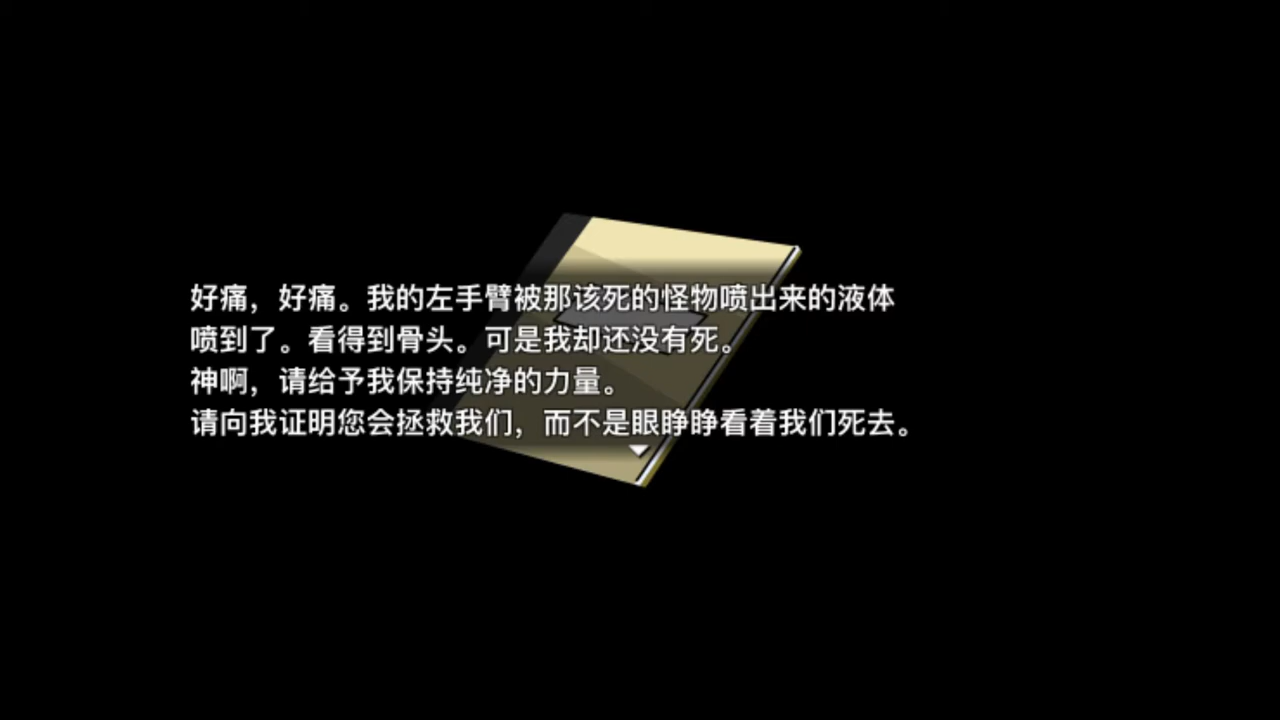 好痛，好痛。我的左手臂被那该死的怪物喷出来的液体
喷到了。看得到骨头。可是我却还没有死。
神啊，请给予我保持纯净的力量。
请向我证明您会拯救我们，而不是眼睁睁看着我们死去。